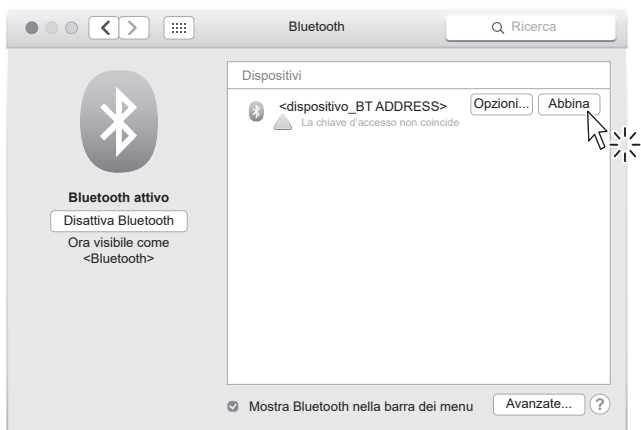 Bluetooth
Ricerca
Dispositivi
<dispositivo_BT ADDRESS>
Opzioni...
Abbina
La chiave d'accesso non coincide
Bluetooth attivo
Disattiva Bluetooth
Ora visibile come
<Bluetooth>
Mostra Bluetooth nella barra dei menu
Avanzate...
?